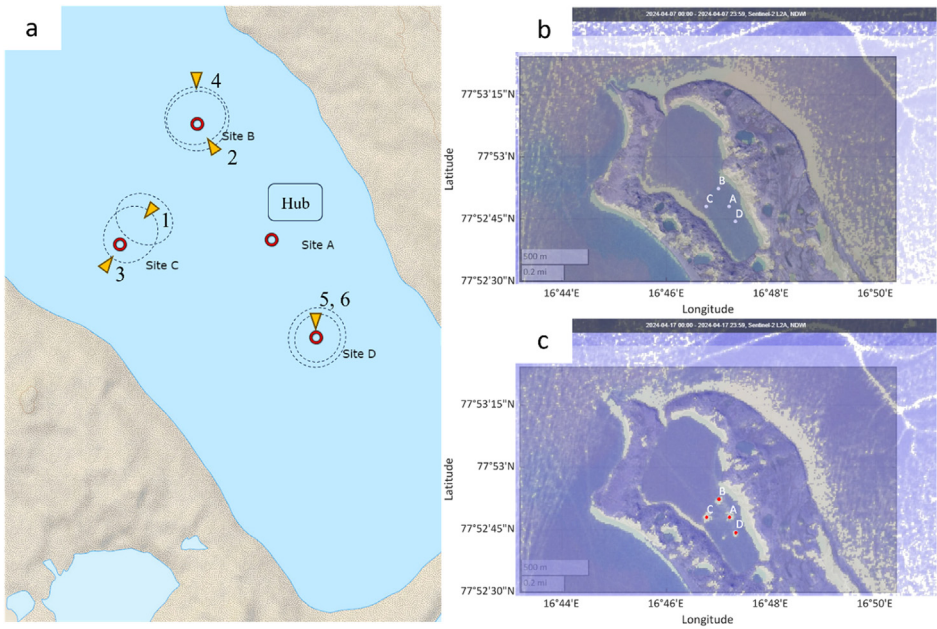 a
4
Site B
2
Hub
1
Site A
Site C
3
5, 6
Site D
b
2024-04-07 00:00 - 2024-04-07 23:59, Sentinel-2 L2A, NDWI
77°53'15"N
77°53'N
77°52'45"N
77°52'30"N
Latitude
B
C A
D
500 m
0.2 mi
16°44'E 16°46'E 16°48'E 16°50'E
Longitude
c
2024-04-17 00:00 - 2024-04-17 23:59, Sentinel-2 L2A, NDWI
77°53'15"N
77°53'N
77°52'45"N
77°52'30"N
Latitude
B
C A
D
500 m
0.2 mi
16°44'E 16°46'E 16°48'E 16°50'E
Longitude